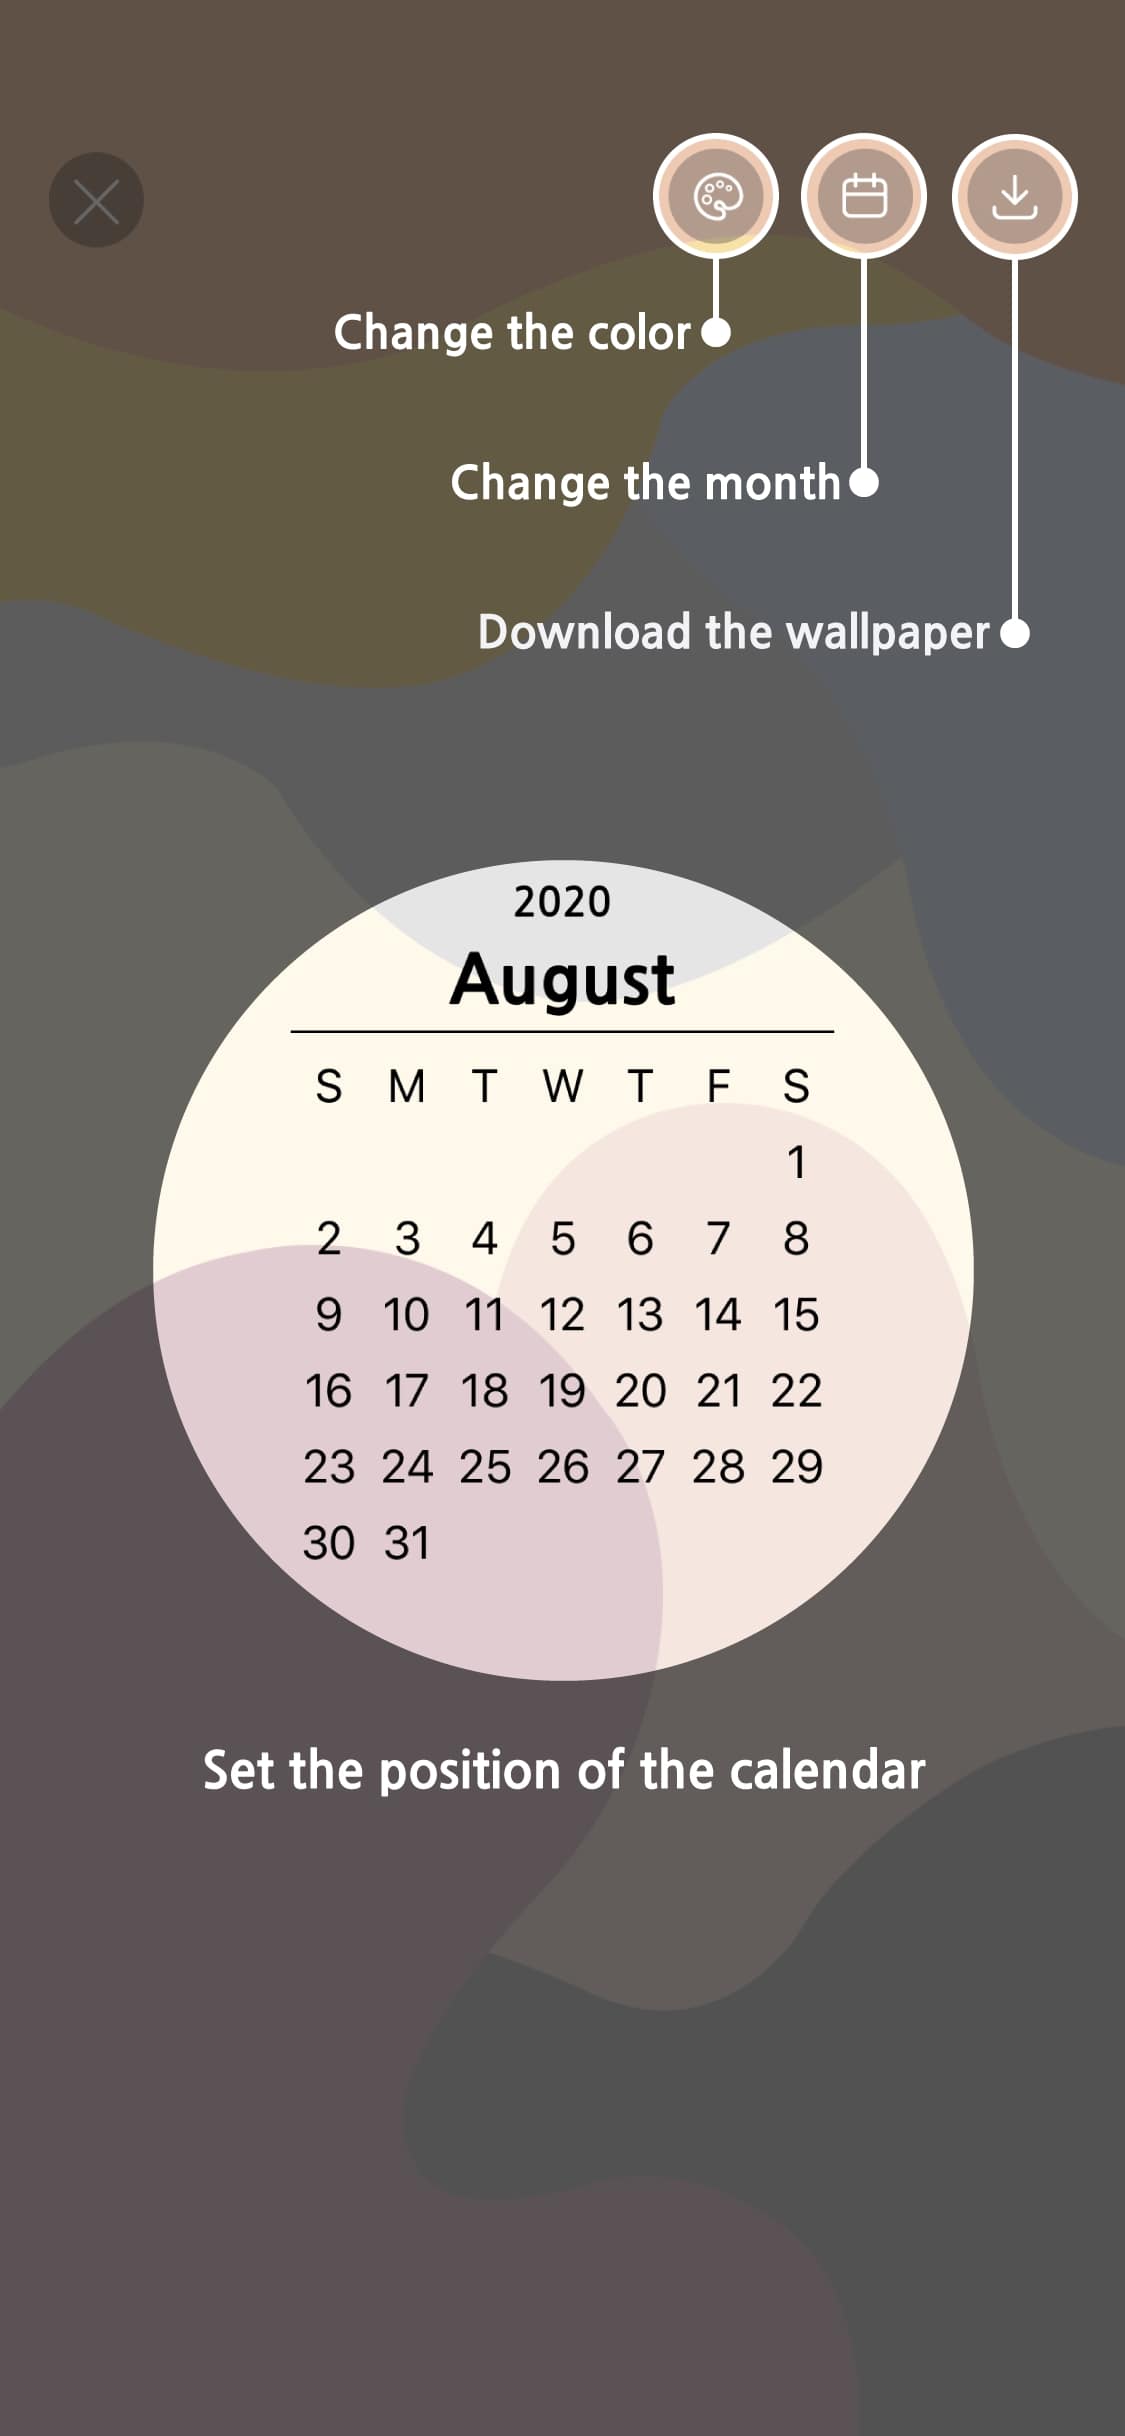 Change the color
Change the month
Download the wallpaper
2020
August
S M T W T F S
1
2 3 4 5 6 7 8
9 10 11 12 13 14 15
16 17 18 19 20 21 22
23 24 25 26 27 28 29
30 31
Set the position of the calendar